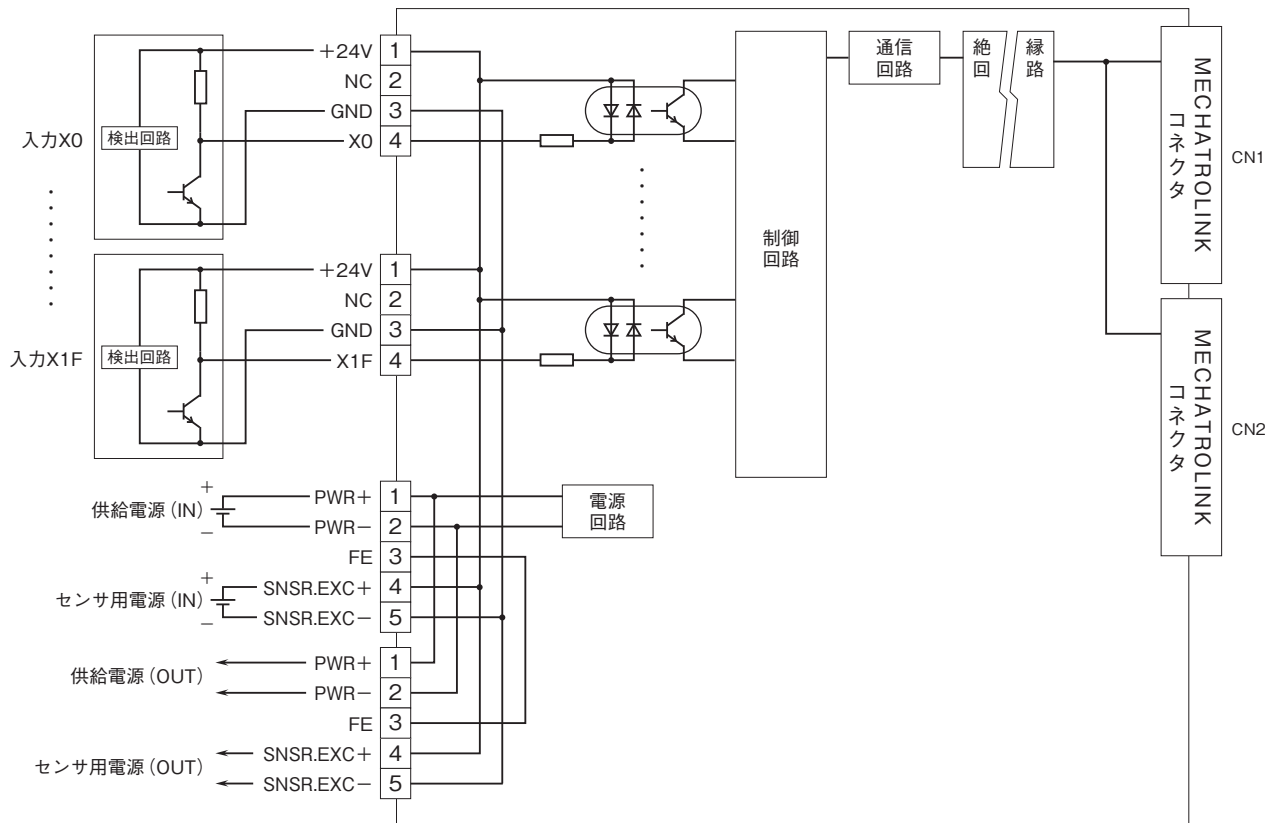 入力X0
検出回路
+24V 1
NC 2
GND 3
X0 4
入力X1F
検出回路
+24V 1
NC 2
GND 3
X1F 4
供給電源(IN)
+
−
PWR+ 1
PWR− 2
FE 3
センサ用電源(IN)
+
−
SNSR.EXC+ 4
SNSR.EXC− 5
供給電源(OUT)
PWR+ 1
PWR− 2
FE 3
センサ用電源(OUT)
SNSR.EXC+ 4
SNSR.EXC− 5
電源
回路
制御
回路
通信
回路
絶縁
回路
MECHATROLINK
コネクタ
CN1
MECHATROLINK
コネクタ
CN2